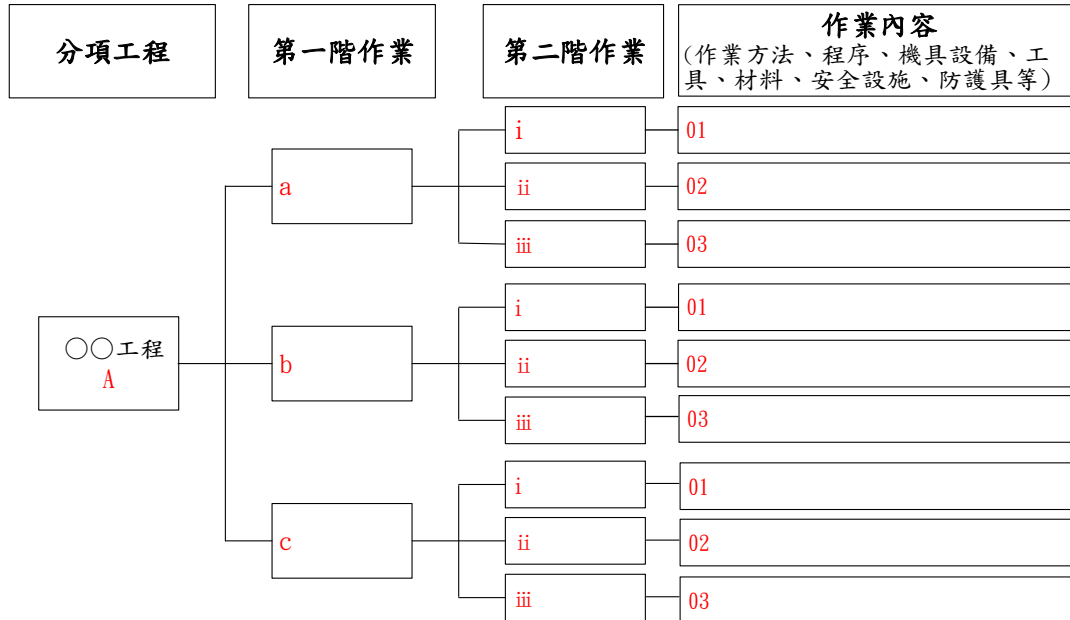 分項工程
第一階作業
第二階作業
作業內容
(作業方法、程序、機具設備、工
具、材料、安全設施、防護具等)
○○工程
A
a
i
01
ii
02
iii
03
b
i
01
ii
02
iii
03
c
i
01
ii
02
iii
03